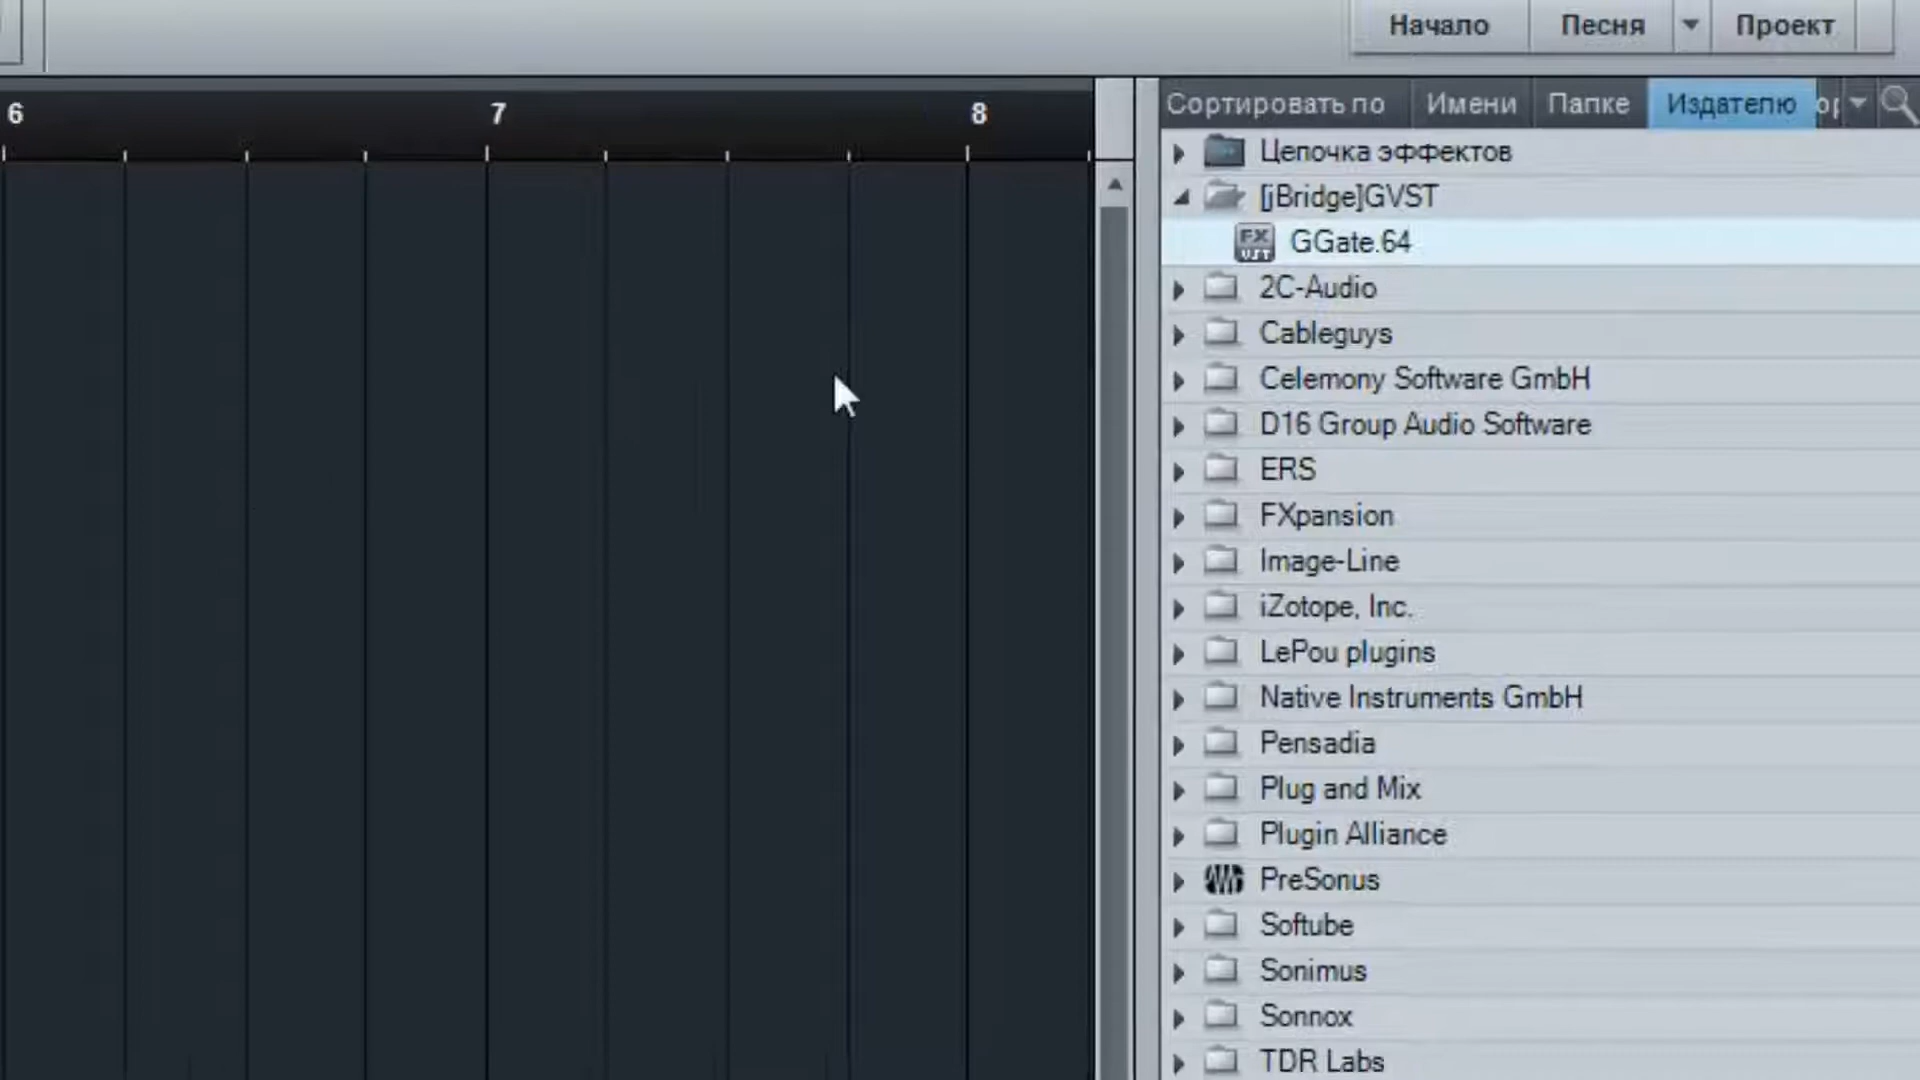 Начало Песня Проект
6 7 8
Сортировать по Имени Папке Издателю
Цепочка эффектов
[jBridge]GVST
FX VST GGate.64
2C-Audio
Cableguys
Celemony Software GmbH
D16 Group Audio Software
ERS
FXpansion
Image-Line
iZotope, Inc.
LePou plugins
Native Instruments GmbH
Pensadia
Plug and Mix
Plugin Alliance
PreSonus
Softube
Sonimus
Sonnox
TDR Labs